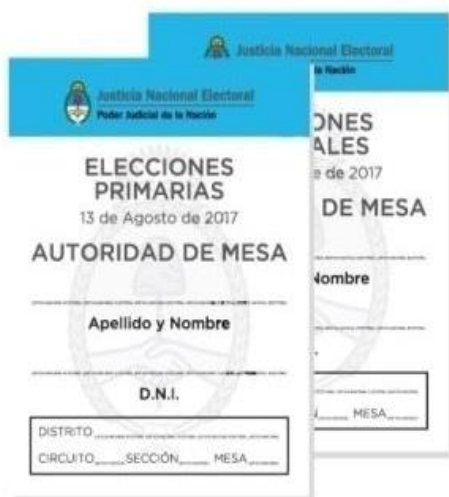 Justicia Nacional Electoral
Poder Judicial de la Nación
ELECCIONES
PRIMARIAS
13 de Agosto de 2017
AUTORIDAD DE MESA
Apellido y Nombre
D.N.I.
DISTRITO
CIRCUITO SECCIÓN MESA
Justicia Nacional Electoral
la Nación
ONES
ALES
e de 2017
DE MESA
Nombre
MESA